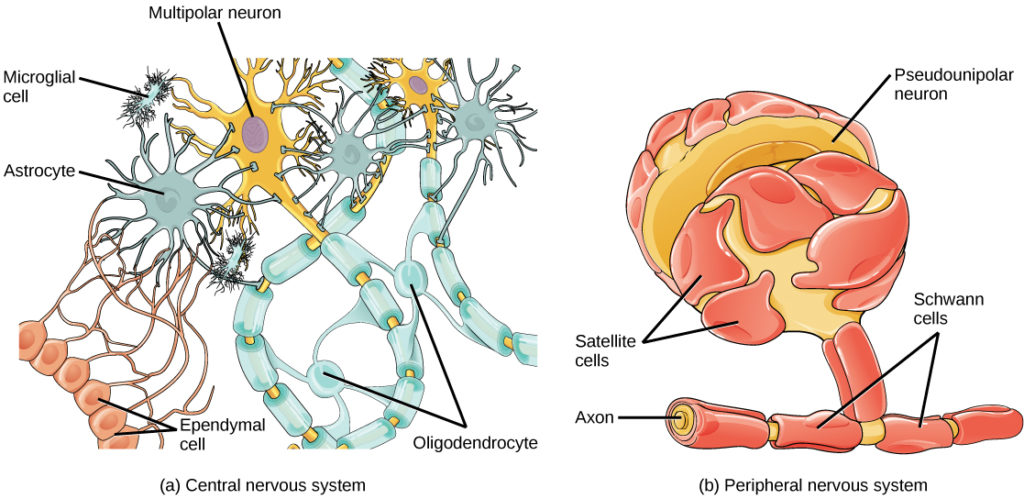 Multipolar neuron
Microglial
cell
Astrocyte
Ependymal
cell
Oligodendrocyte
(a) Central nervous system
Pseudounipolar
neuron
Satellite
cells
Schwann
cells
Axon
(b) Peripheral nervous system